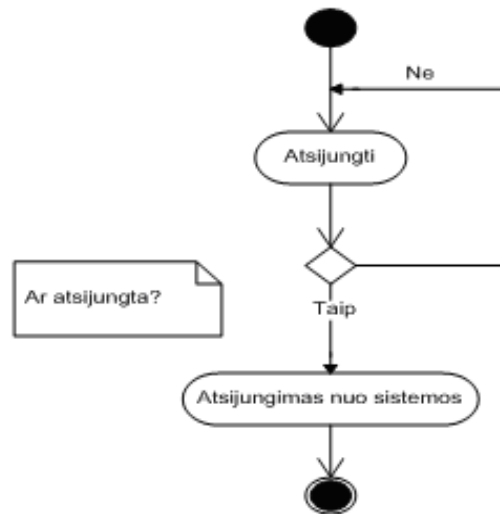 Ne
Atsijungti
Ar atsijungta?
Taip
Atsijungimas nuo sistemos